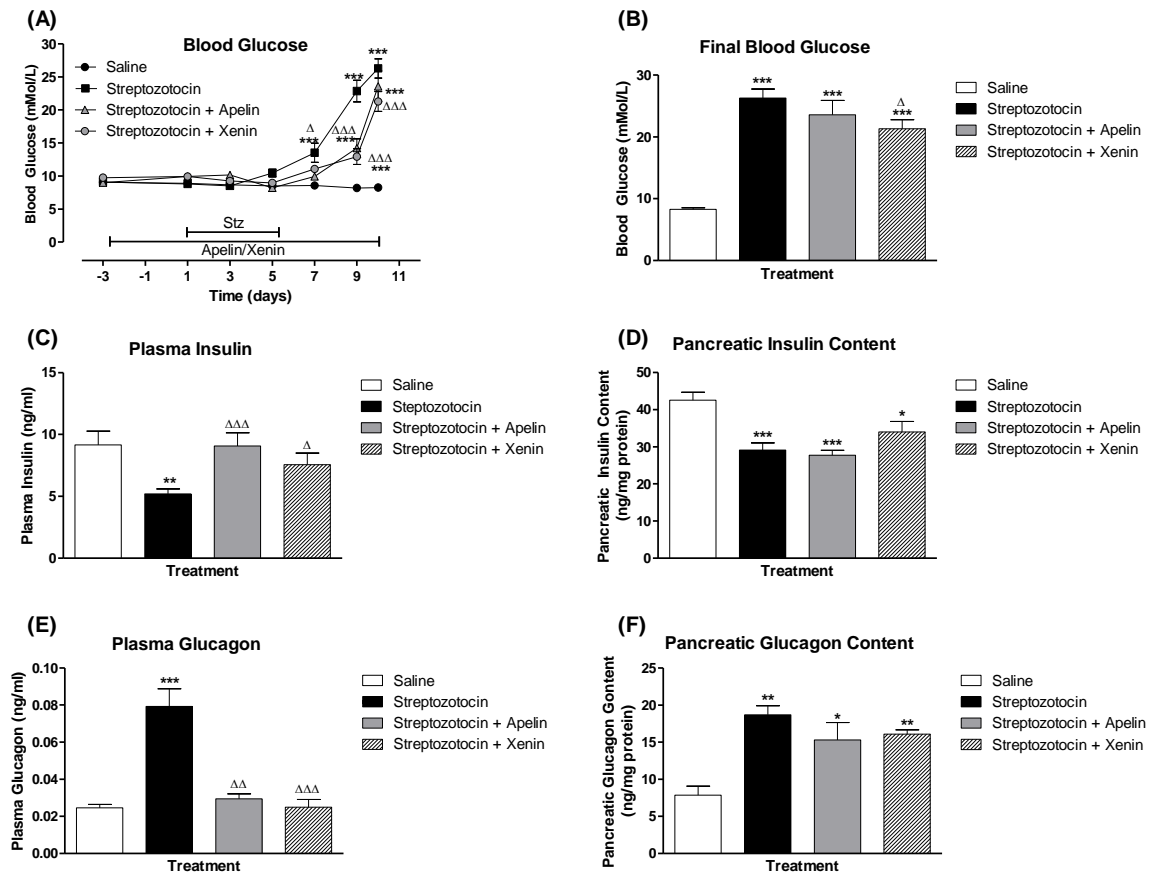 (A)
Blood Glucose
Blood Glucose (mMol/L)
30
25
20
15
10
5
0
Saline
Streptozotocin
Streptozotocin + Apelin
Streptozotocin + Xenin
***
***
***
ΔΔΔ
Δ
***
ΔΔΔ
***
ΔΔΔ
***
Stz
Apelin/Xenin
-3 -1 1 3 5 7 9 11
Time (days)
(B)
Final Blood Glucose
Blood Glucose (mMol/L)
30
20
10
0
***
***
Δ
***
Treatment
Saline
Streptozotocin
Streptozotocin + Apelin
Streptozotocin + Xenin
(C)
Plasma Insulin
Plasma Insulin (ng/ml)
15
10
5
0
**
ΔΔΔ
Δ
Treatment
Saline
Steptozotocin
Streptozotocin + Apelin
Streptozotocin + Xenin
(D)
Pancreatic Insulin Content
Pancreatic Insulin Content
(ng/mg protein)
50
40
30
20
10
0
***
***
*
Treatment
Saline
Streptozotocin
Streptozotocin + Apelin
Streptozotocin + Xenin
(E)
Plasma Glucagon
Plasma Glucagon (ng/ml)
0.10
0.08
0.06
0.04
0.02
0.00
***
ΔΔ
ΔΔΔ
Treatment
Saline
Streptozotocin
Streptozotocin + Apelin
Streptozotocin + Xenin
(F)
Pancreatic Glucagon Content
Pancreatic Glucagon Gontent
(ng/mg protein)
25
20
15
10
5
0
**
*
**
Treatment
Saline
Streptozotocin
Streptozotocin + Apelin
Streptozotocin + Xenin